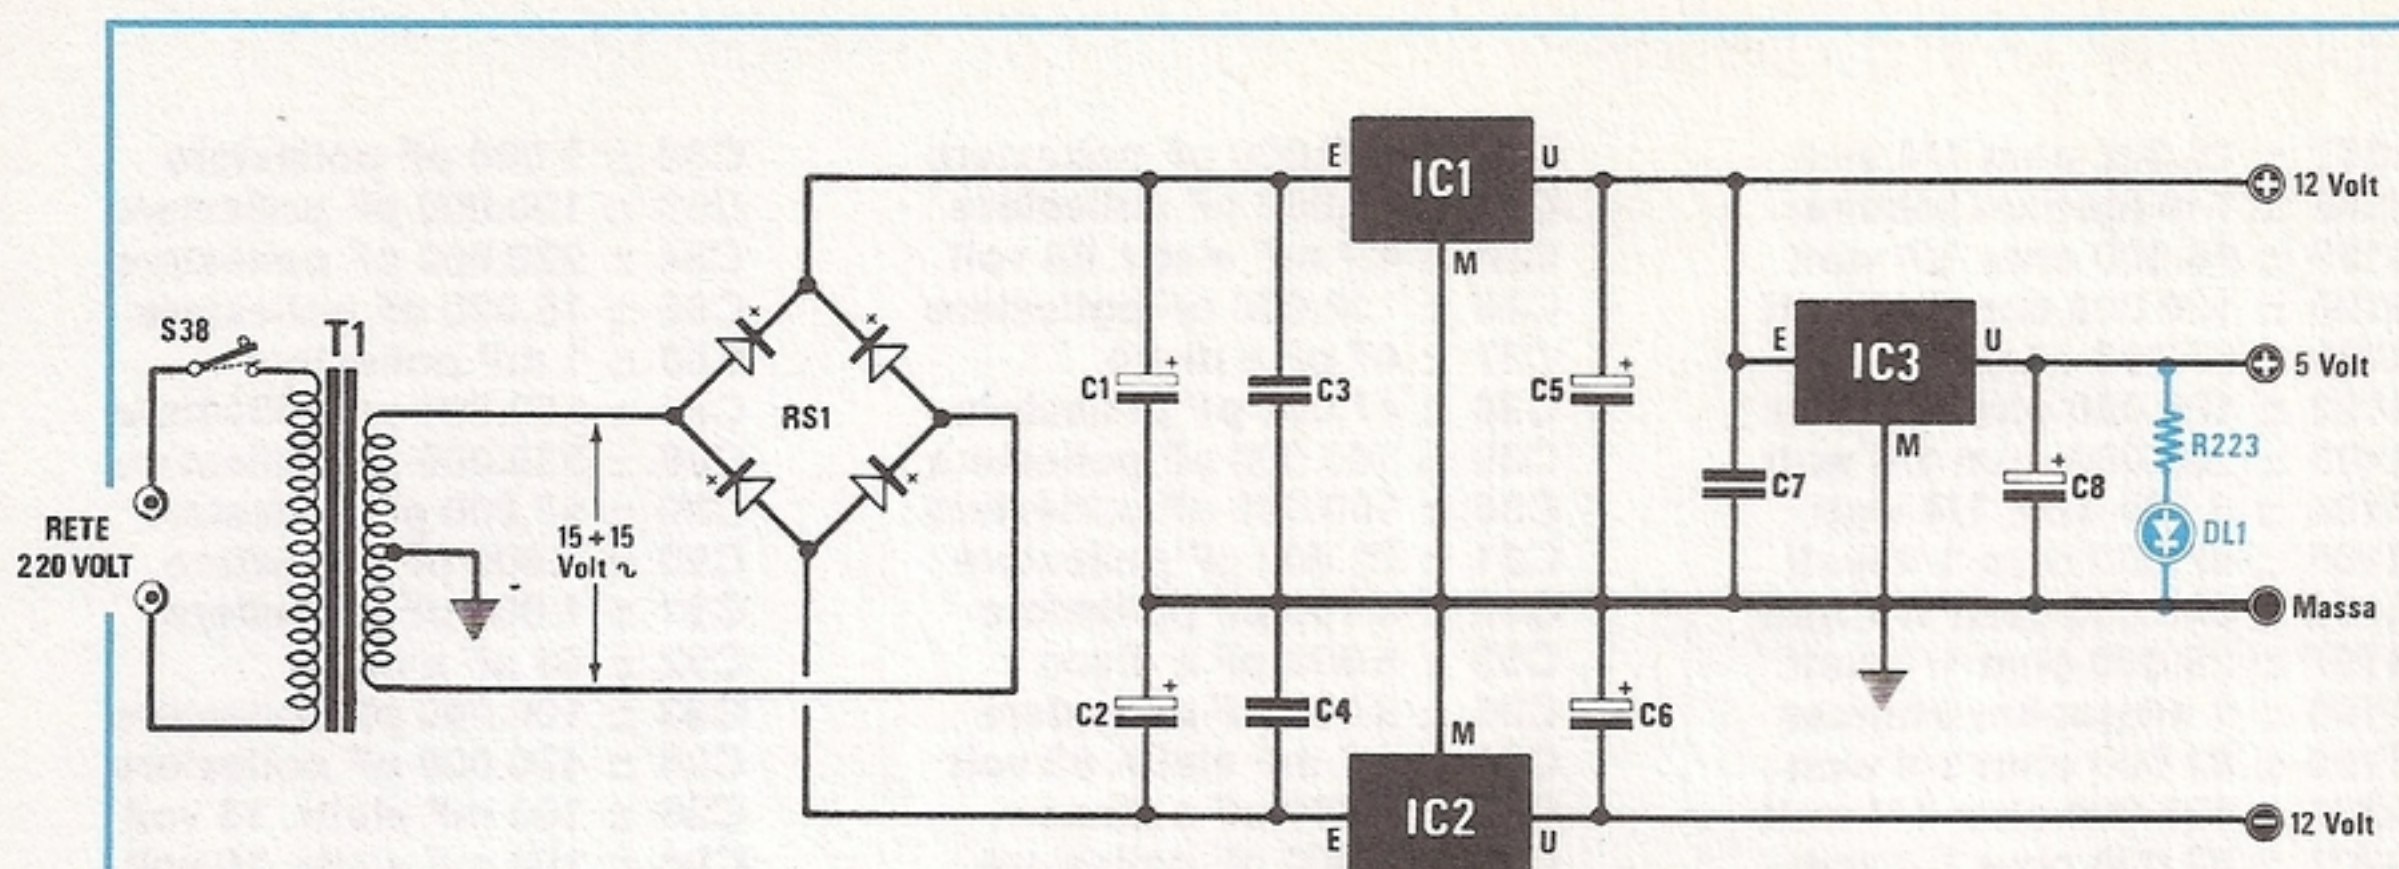 E
IC1
U
12 Volt
M
S38
T1
E
IC3
U
5 Volt
C1
+
C3
C5
+
RS1
M
R223
C7
+
C8
RETE
220 VOLT
15+15
Volt ~
DL1
Massa
C2
+
C4
+
C6
M
E
IC2
U
12 Volt